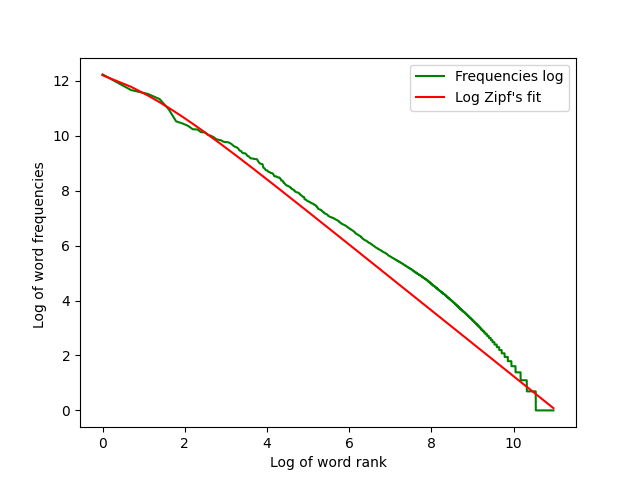 Frequencies log
Log Zipf's fit
12
10
8
6
4
2
0
Log of word frequencies
0 2 4 6 8 10
Log of word rank